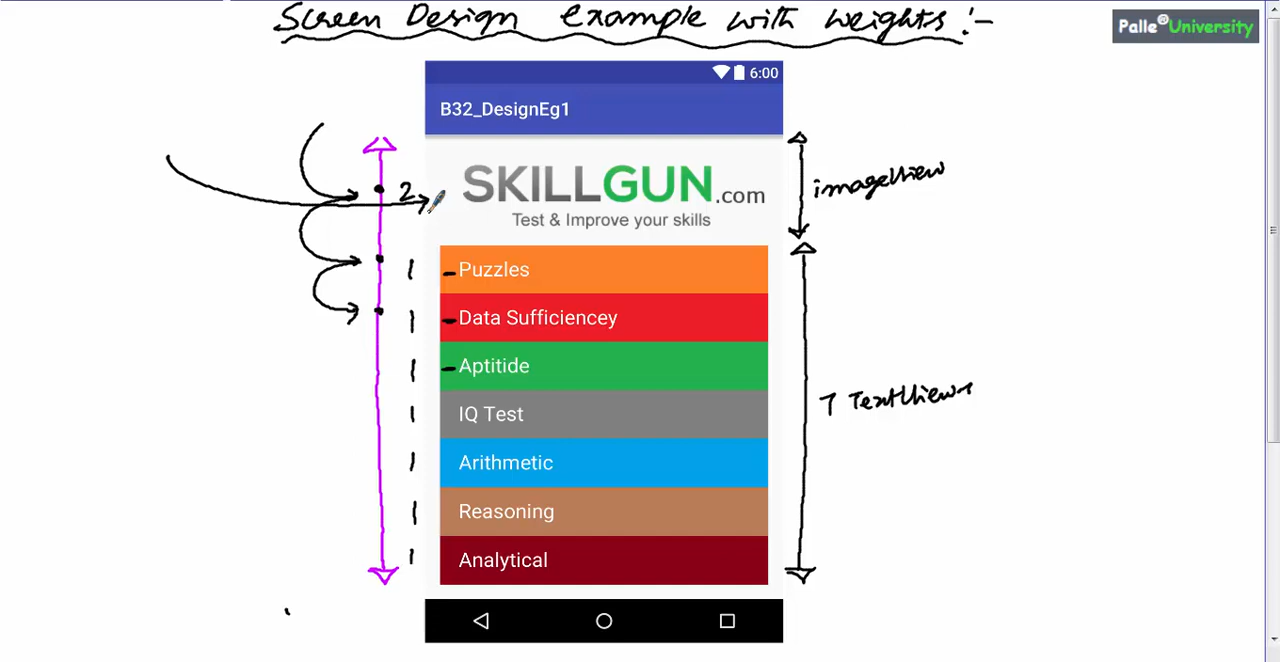 Screen Design example with weights :-
Palle®University
6:00
B32_DesignEg1
SKILLGUN.com
Test & Improve your skills
2
imageView
1 Puzzles
1 Data Sufficiencey
1 Aptitide
1 IQ Test
7 TextViews
1 Arithmetic
1 Reasoning
1 Analytical